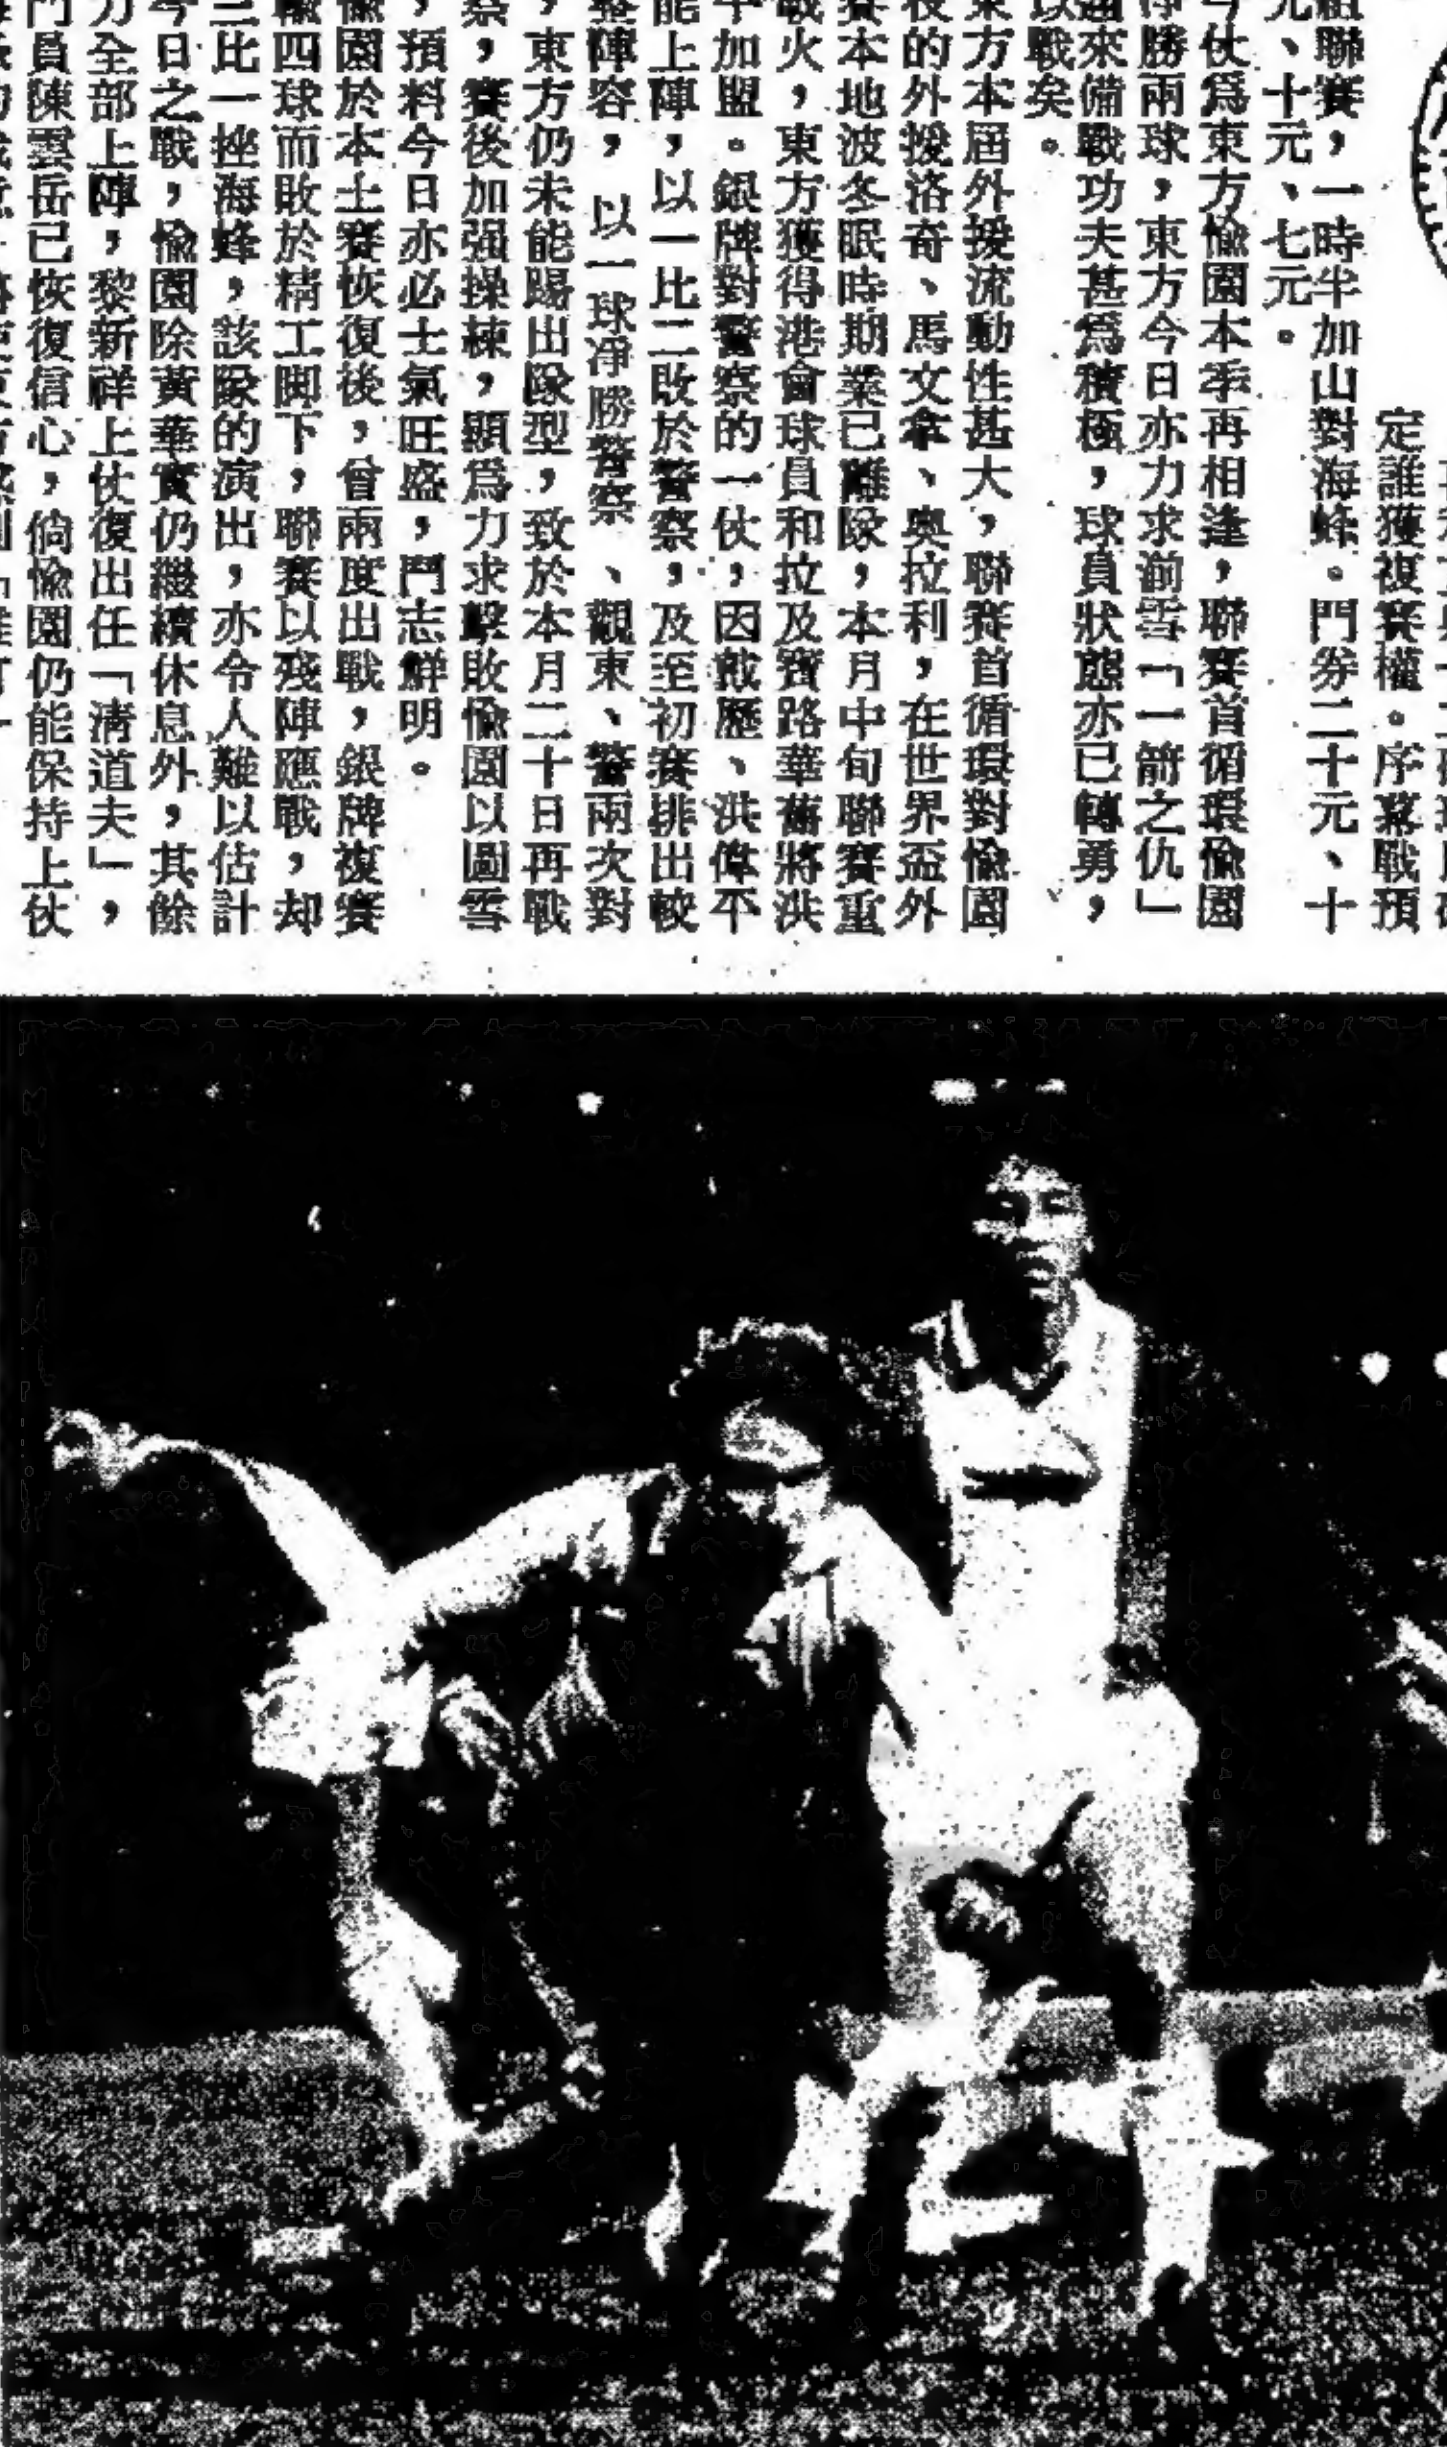 定誰獲複賽權。序幕戰預
組聯賽，一時半加山對海蜂。門券二十元、十
元、十元、七元。
今仗為東方愉園本季再相逢，聯賽首循環愉園
淨勝兩球，東方今日亦力求湔雪「一箭之仇」
來備戰功夫甚為積極，球員狀態亦已轉勇，
以戰矣。
東方本屆外援流動性甚大，聯賽首循環對愉園
後的外援洛奇、馬文拿、奧拉利，在世界盃外
賽本地波冬眠時期業已離隊，本月中旬聯賽重
戰火，東方獲得港會球員和拉及寶路華舊將洪
加盟。銀牌對警察的一仗，因戴歷、洪偉不
能上陣，以一比二敗於警察，及至初賽排出較
整陣容，以一球淨勝警察、觀東、警兩次對
，東方仍未能踢出隊型，致於本月二十日再戰
察，賽後加强操練，顯為力求擊敗愉園以圖雪
，預料今日亦必士氣旺盛，鬥志鮮明。
愉園於本土賽恢復後，曾兩度出戰，銀牌複賽
輸四球而敗於精工脚下，聯賽以殘陣應戰，却
三比一挫海蜂，該隊的演出，亦令人難以估計
今日之戰，愉園除黃華寶仍繼續休息外，其餘
力全部上陣，黎新祥上仗復出任「清道夫」，
門員陳雲岳已恢復信心，倘愉園仍能保持上仗